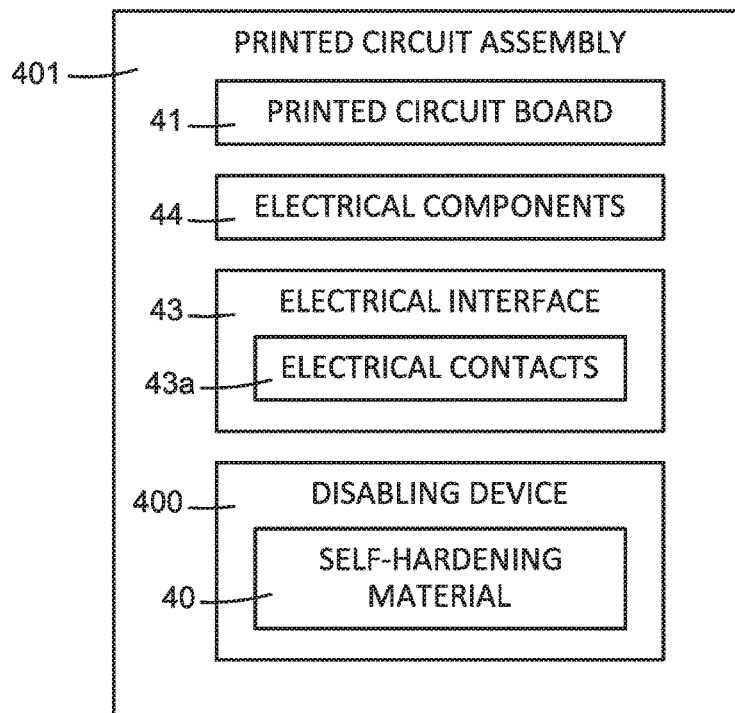 PRINTED CIRCUIT ASSEMBLY
401
41
PRINTED CIRCUIT BOARD
44
ELECTRICAL COMPONENTS
43
ELECTRICAL INTERFACE
43a
ELECTRICAL CONTACTS
400
DISABLING DEVICE
40
SELF-HARDENING
MATERIAL